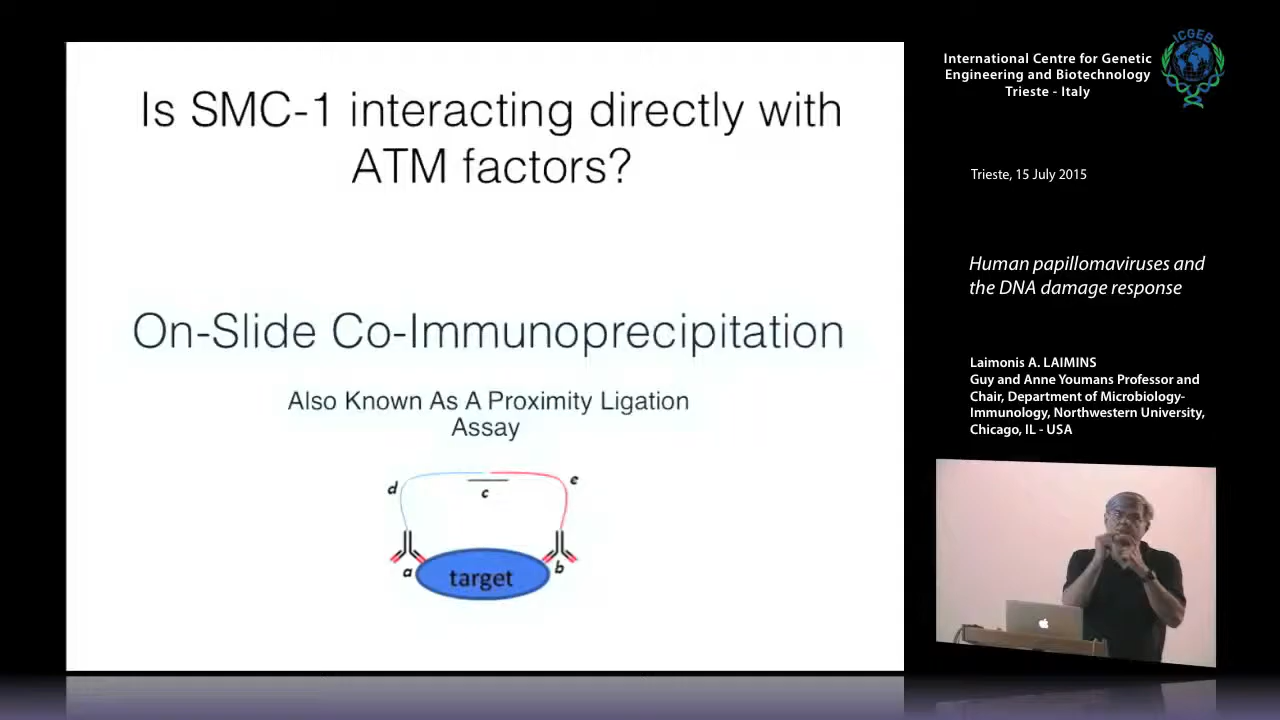 Is SMC-1 interacting directly with
ATM factors?
On-Slide Co-Immunoprecipitation
Also Known As A Proximity Ligation
Assay
d
c
e
a
target
b
ICGEB
International Centre for Genetic
Engineering and Biotechnology
Trieste - Italy
Trieste, 15 July 2015
Human papillomaviruses and
the DNA damage response
Laimonis A. LAIMINS
Guy and Anne Youmans Professor and
Chair, Department of Microbiology-
Immunology, Northwestern University,
Chicago, IL - USA